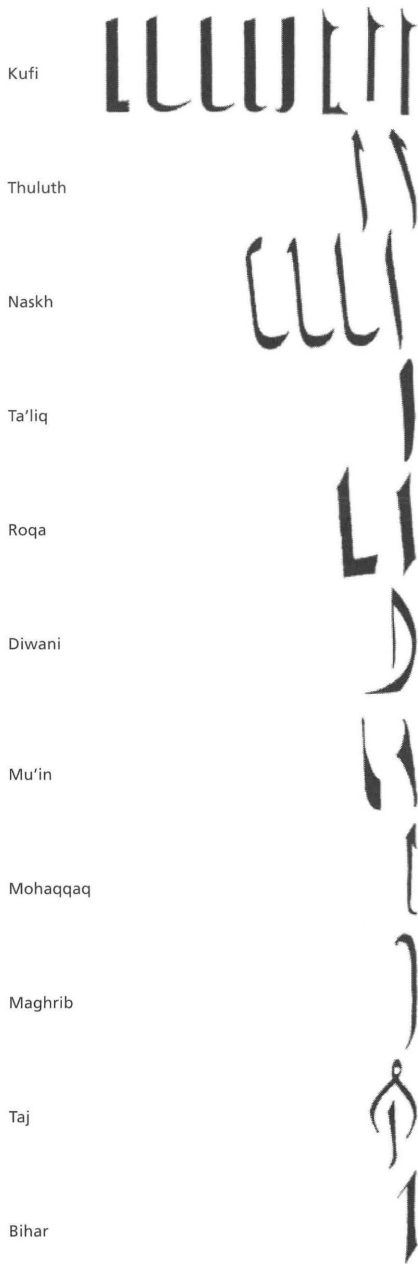 Kufi
Thuluth
Naskh
Ta’liq
Roqa
Diwani
Mu’in
Mohaqqaq
Maghrib
Taj
Bihar